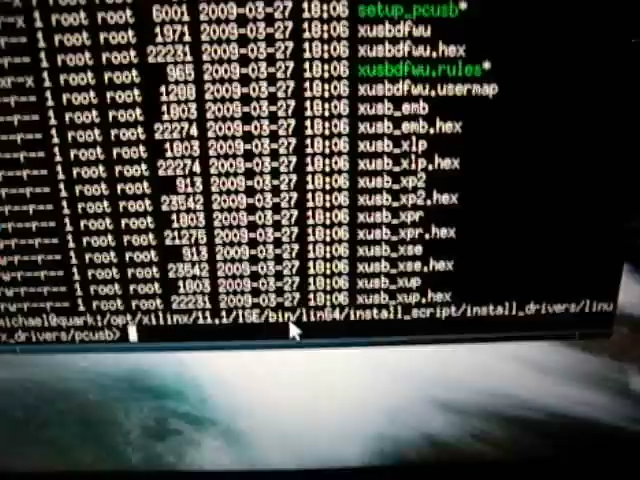 r-x 1 root root 6001 2009-03-27 18:06 setup_pcusb*
r-- 1 root root 1971 2009-03-27 18:06 xusbdfwu
r-- 1 root root 22231 2009-03-27 18:06 xusbdfwu.hex
xr-x 1 root root 965 2009-03-27 18:06 xusbdfwu.rules*
r-- 1 root root 1200 2009-03-27 18:06 xusbdfwu.usermap
r-- 1 root root 1803 2009-03-27 18:06 xusb_emb
-r-- 1 root root 22274 2009-03-27 18:06 xusb_emb.hex
-r-- 1 root root 1803 2009-03-27 18:06 xusb_xlp
-r-- 1 root root 22274 2009-03-27 18:06 xusb_xlp.hex
-r-- 1 root root 913 2009-03-27 18:06 xusb_xp2
-r--r-- 1 root root 23542 2009-03-27 18:06 xusb_xp2.hex
-r--r-- 1 root root 1803 2009-03-27 18:06 xusb_xpr
w-r--r-- 1 root root 21275 2009-03-27 18:06 xusb_xpr.hex
w-r--r-- 1 root root 913 2009-03-27 18:06 xusb_xse
w-r--r-- 1 root root 23542 2009-03-27 18:06 xusb_xse.hex
rw-r--r-- 1 root root 1803 2009-03-27 18:06 xusb_xup
rw-r--r-- 1 root root 22231 2009-03-27 18:06 xusb_xup.hex
michael@quark:/opt/xilinx/11.1/ISE/bin/lin64/install_script/install_drivers/linu
x_drivers/pcusb>